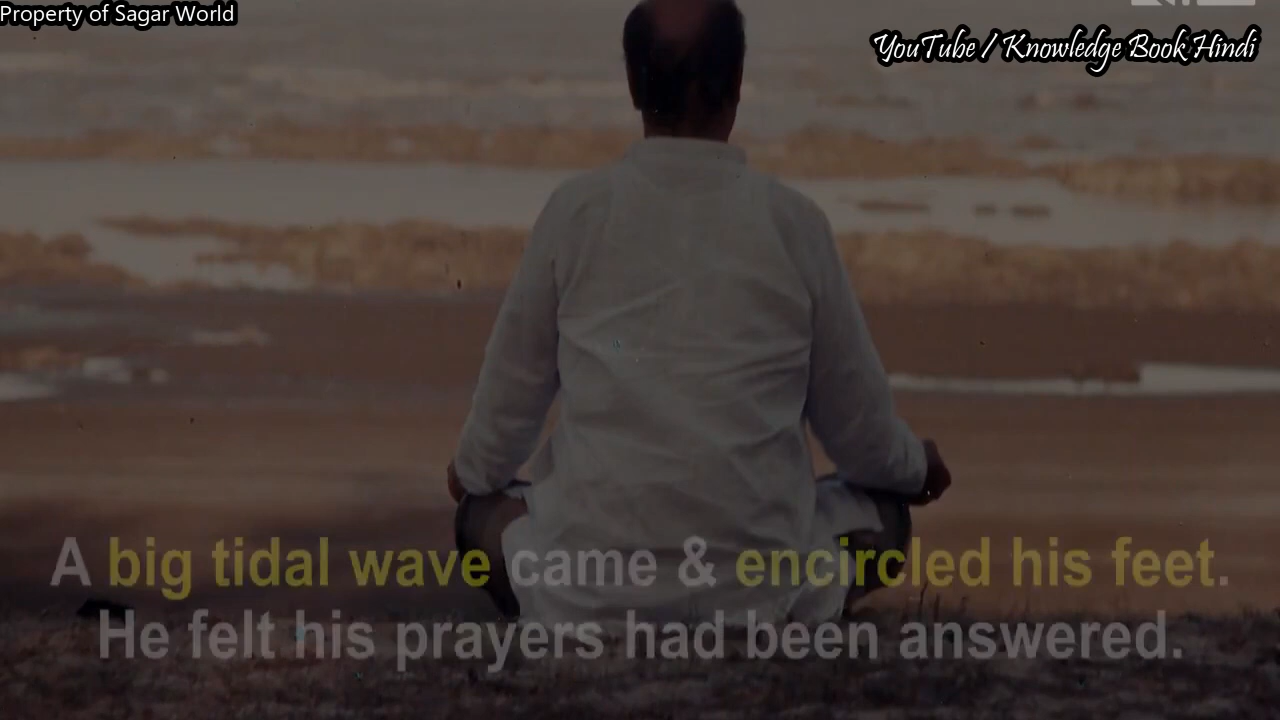 Property of Sagar World
YouTube / Knowledge Book Hindi
A big tidal wave came & encircled his feet.
He felt his prayers had been answered.